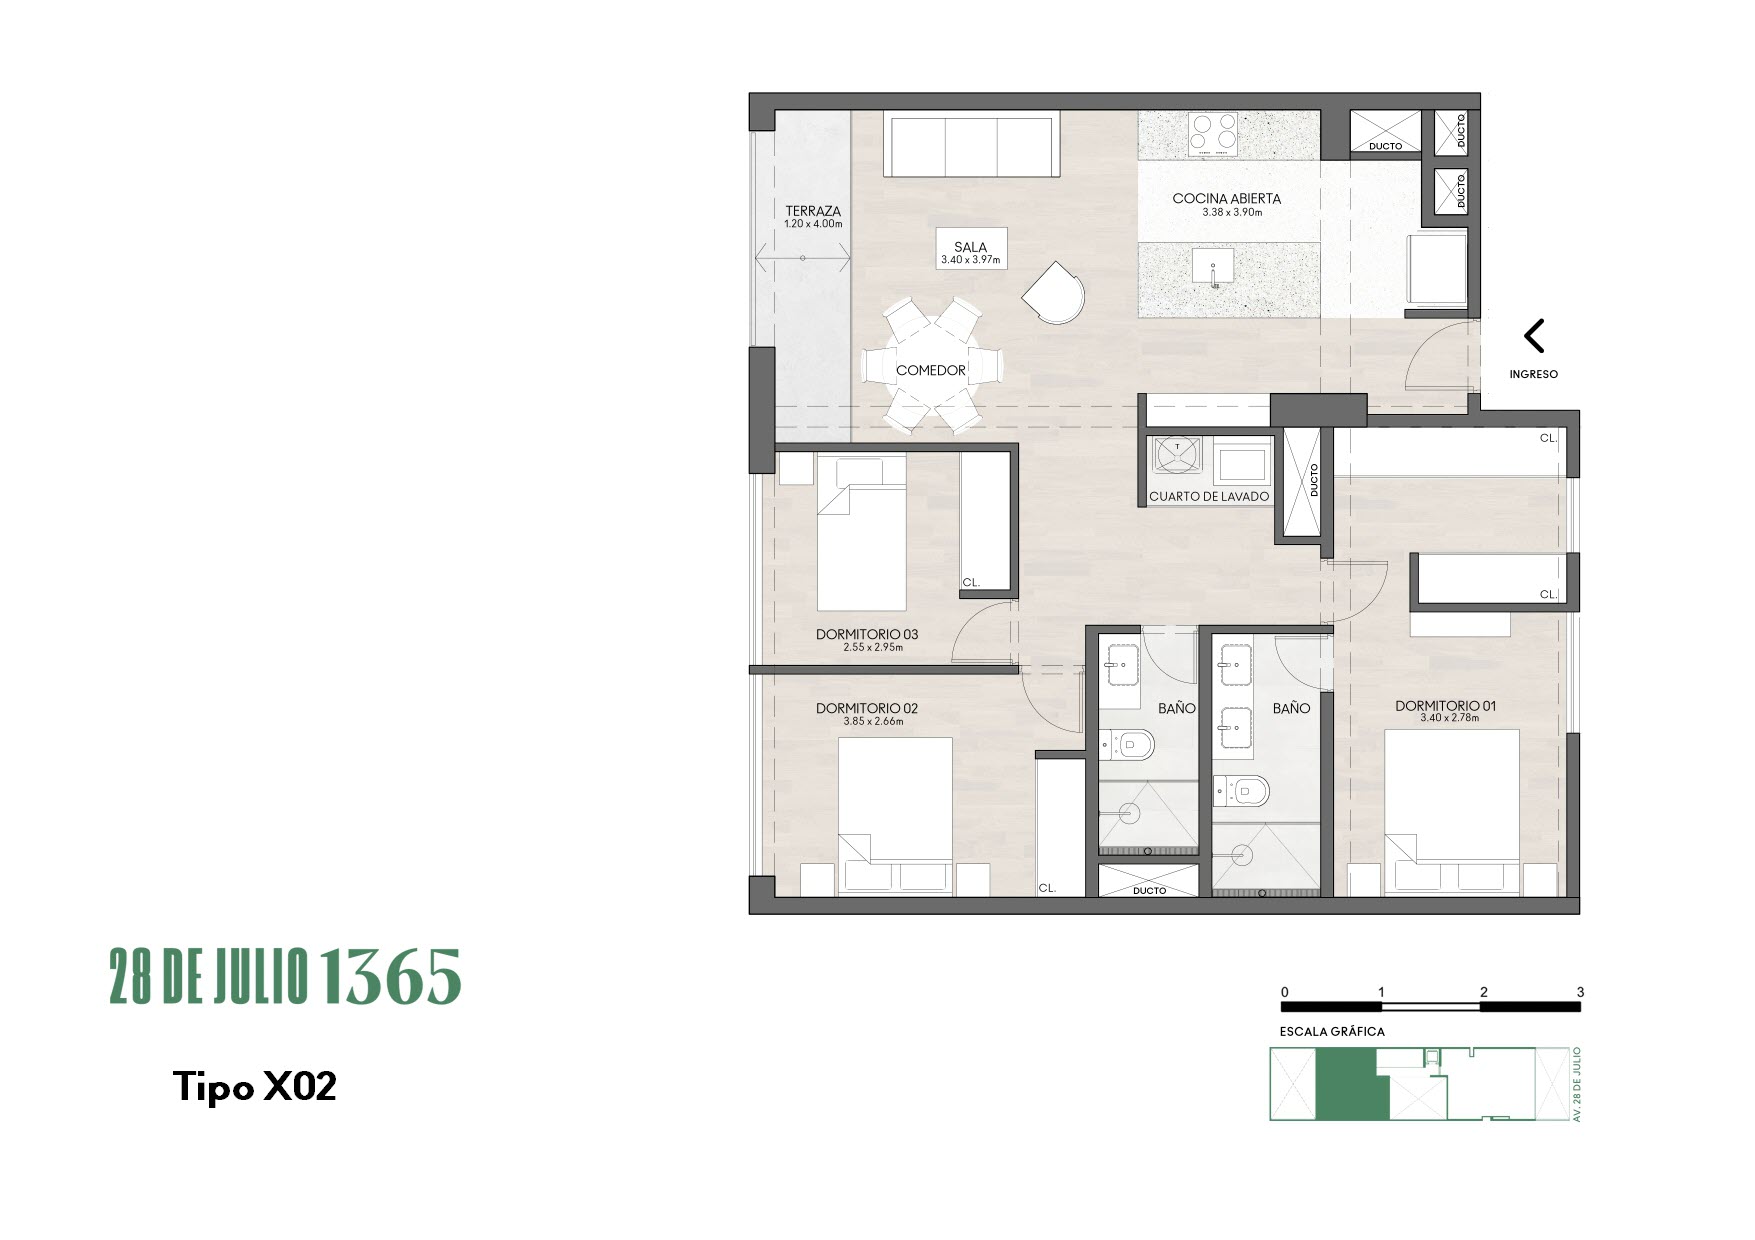 DUCTO
DUCTO
DUCTO
COCINA ABIERTA
3.38 x 3.90m
TERRAZA
1.20 x 4.00m
SALA
3.40 x 3.97m
COMEDOR
INGRESO
CL.
T
CUARTO DE LAVADO
DUCTO
CL.
CL.
DORMITORIO 03
2.55 x 2.95m
DORMITORIO 02
3.85 x 2.66m
BAÑO
BAÑO
DORMITORIO 01
3.40 x 2.78m
CL.
DUCTO
28 DE JULIO 1365
Tipo X02
0 1 2 3
ESCALA GRÁFICA
AV. 28 DE JULIO